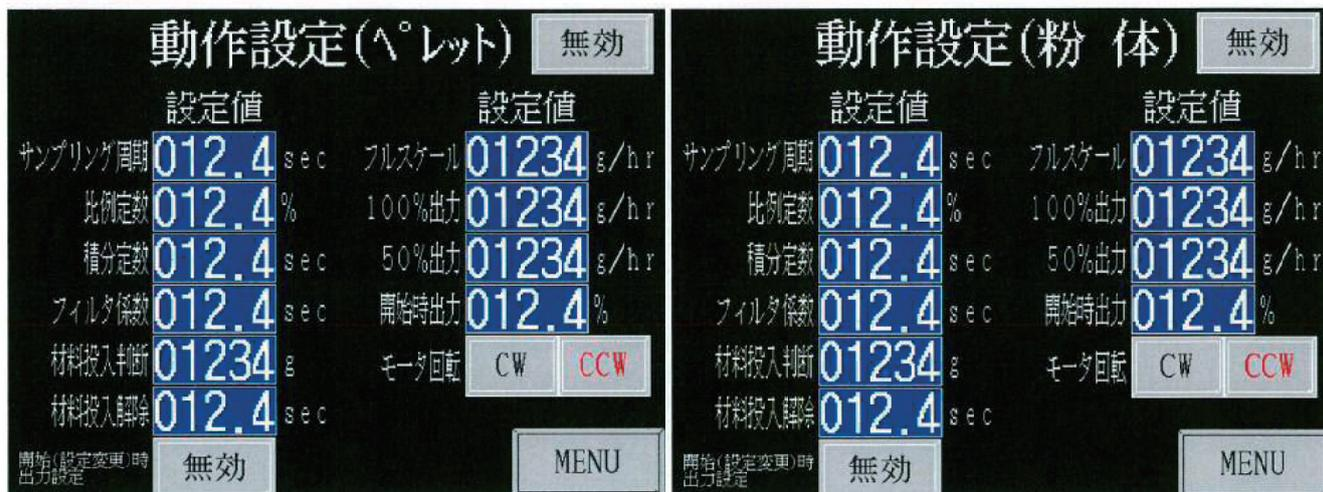 動作設定(ペレット) 無効
設定値 設定値
サンプリング周期 012.4 sec フルスケール 01234 g/hr
比例定数 012.4 % 100%出力 01234 g/hr
積分定数 012.4 sec 50%出力 01234 g/hr
フィルタ係数 012.4 sec 開始時出力 012.4 %
材料投入判断 01234 g モータ回転 CW CCW
材料投入解除 012.4 sec
開始(設定変更)時
出力設定 無効 MENU
動作設定(粉 体) 無効
設定値 設定値
サンプリング周期 012.4 sec フルスケール 01234 g/hr
比例定数 012.4 % 100%出力 01234 g/hr
積分定数 012.4 sec 50%出力 01234 g/hr
フィルタ係数 012.4 sec 開始時出力 012.4 %
材料投入判断 01234 g モータ回転 CW CCW
材料投入解除 012.4 sec
開始(設定変更)時
出力設定 無効 MENU